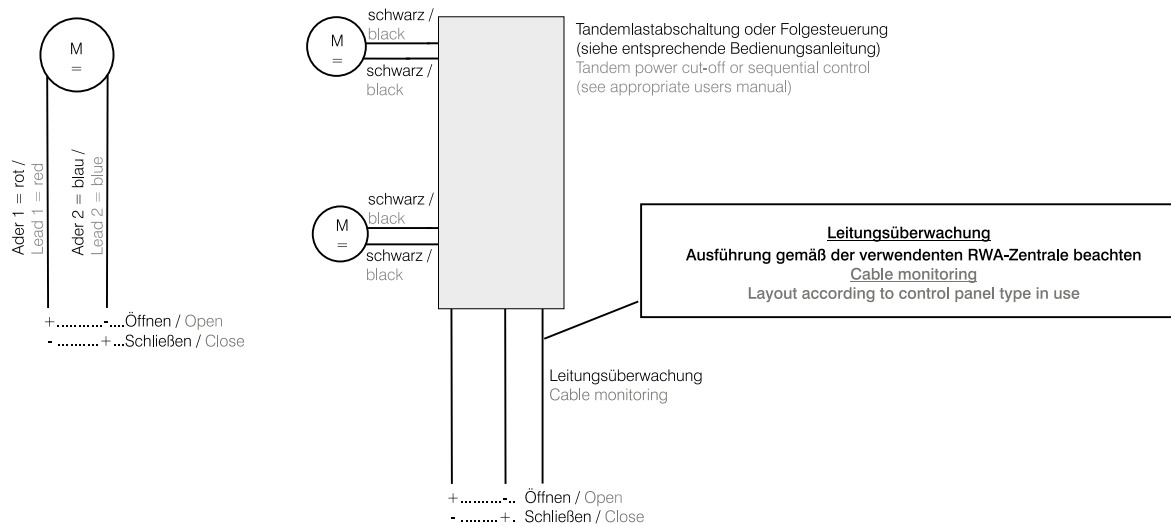 M
=
Ader 1 = rot /
Lead 1 = red
Ader 2 = blau /
Lead 2 = blue
+...........-....Öffnen / Open
- ..........+ ...Schließen / Close
schwarz /
black
M
=
schwarz /
black
Tandemlastabschaltung oder Folgesteuerung
(siehe entsprechende Bedienungsanleitung)
Tandem power cut-off or sequential control
(see appropriate users manual)
schwarz /
black
M
=
schwarz /
black
Leitungsüberwachung
Ausführung gemäß der verwendenten RWA-Zentrale beachten
Cable monitoring
Layout according to control panel type in use
Leitungsüberwachung
Cable monitoring
+..........-.. Öffnen / Open
- .........+. Schließen / Close